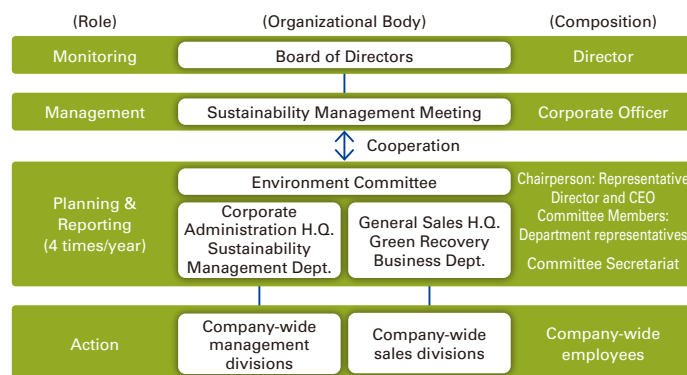 (Role)
(Organizational Body)
(Composition)
Monitoring
Board of Directors
Director
Management
Sustainability Management Meeting
Corporate Officer
Cooperation
Planning &
Reporting
(4 times/year)
Environment Committee
Corporate
Administration H.Q.
Sustainability
Management Dept.
General Sales H.Q.
Green Recovery
Business Dept.
Chairperson: Representative
Director and CEO
Committee Members:
Department representatives
Committee Secretariat
Action
Company-wide
management
divisions
Company-wide
sales divisions
Company-wide
employees